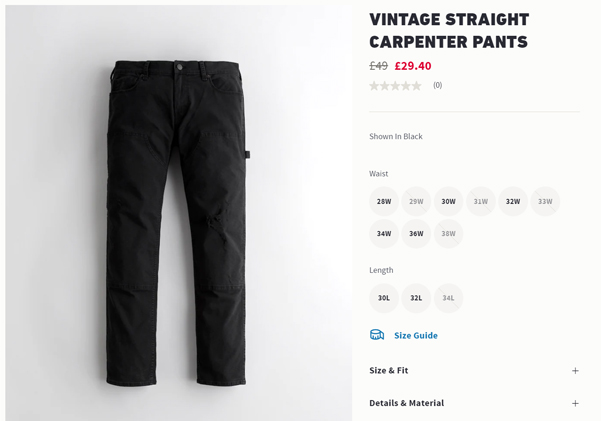 VINTAGE STRAIGHT
CARPENTER PANTS
£49 £29.40
(0)
Shown In Black
Waist
28W 29W 30W 31W 32W 33W
34W 36W 38W
Length
30L 32L 34L
Size Guide
Size & Fit +
Details & Material +